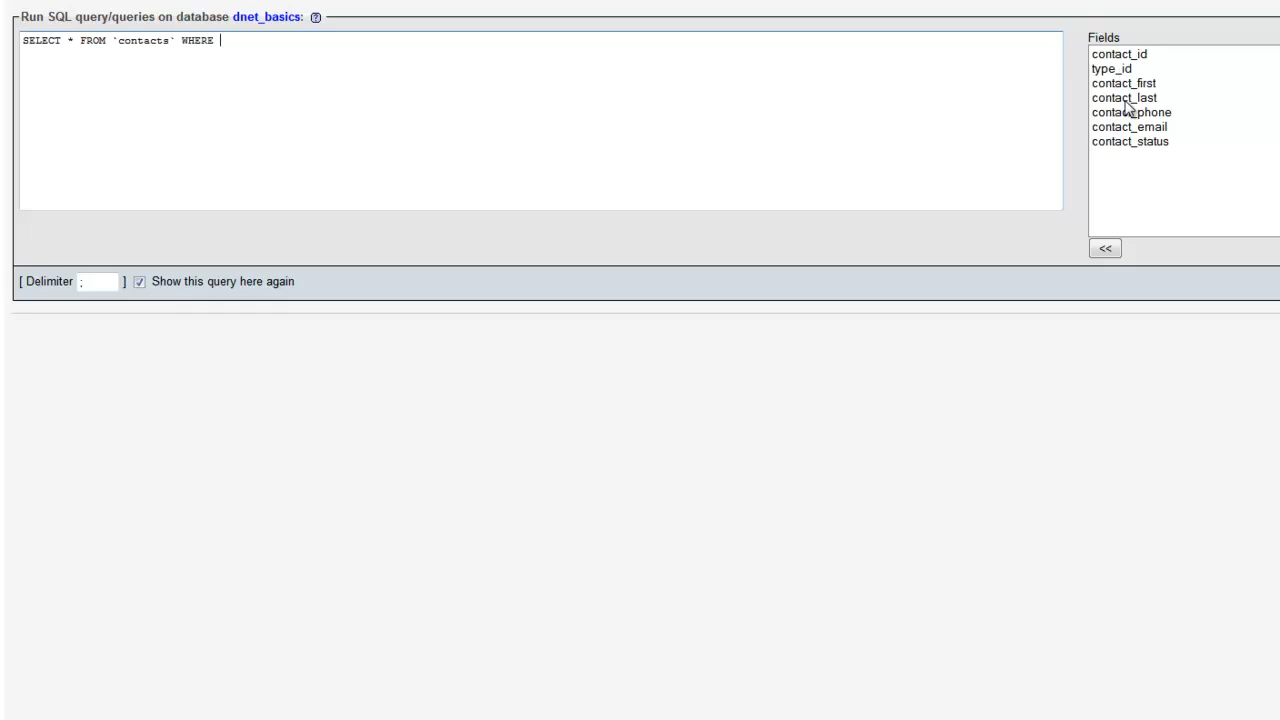 Run SQL query/queries on database dnet_basics:
SELECT * FROM `contacts` WHERE
Fields
contact_id
type_id
contact_first
contact_last
contact_phone
contact_email
contact_status
<<
[ Delimiter ; ] Show this query here again